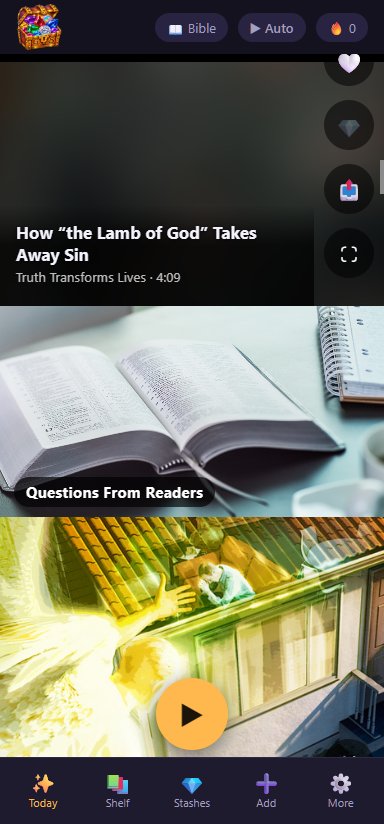 Bible
Auto
0
How “the Lamb of God” Takes
Away Sin
Truth Transforms Lives · 4:09
Questions From Readers
Today
Shelf
Stashes
Add
More